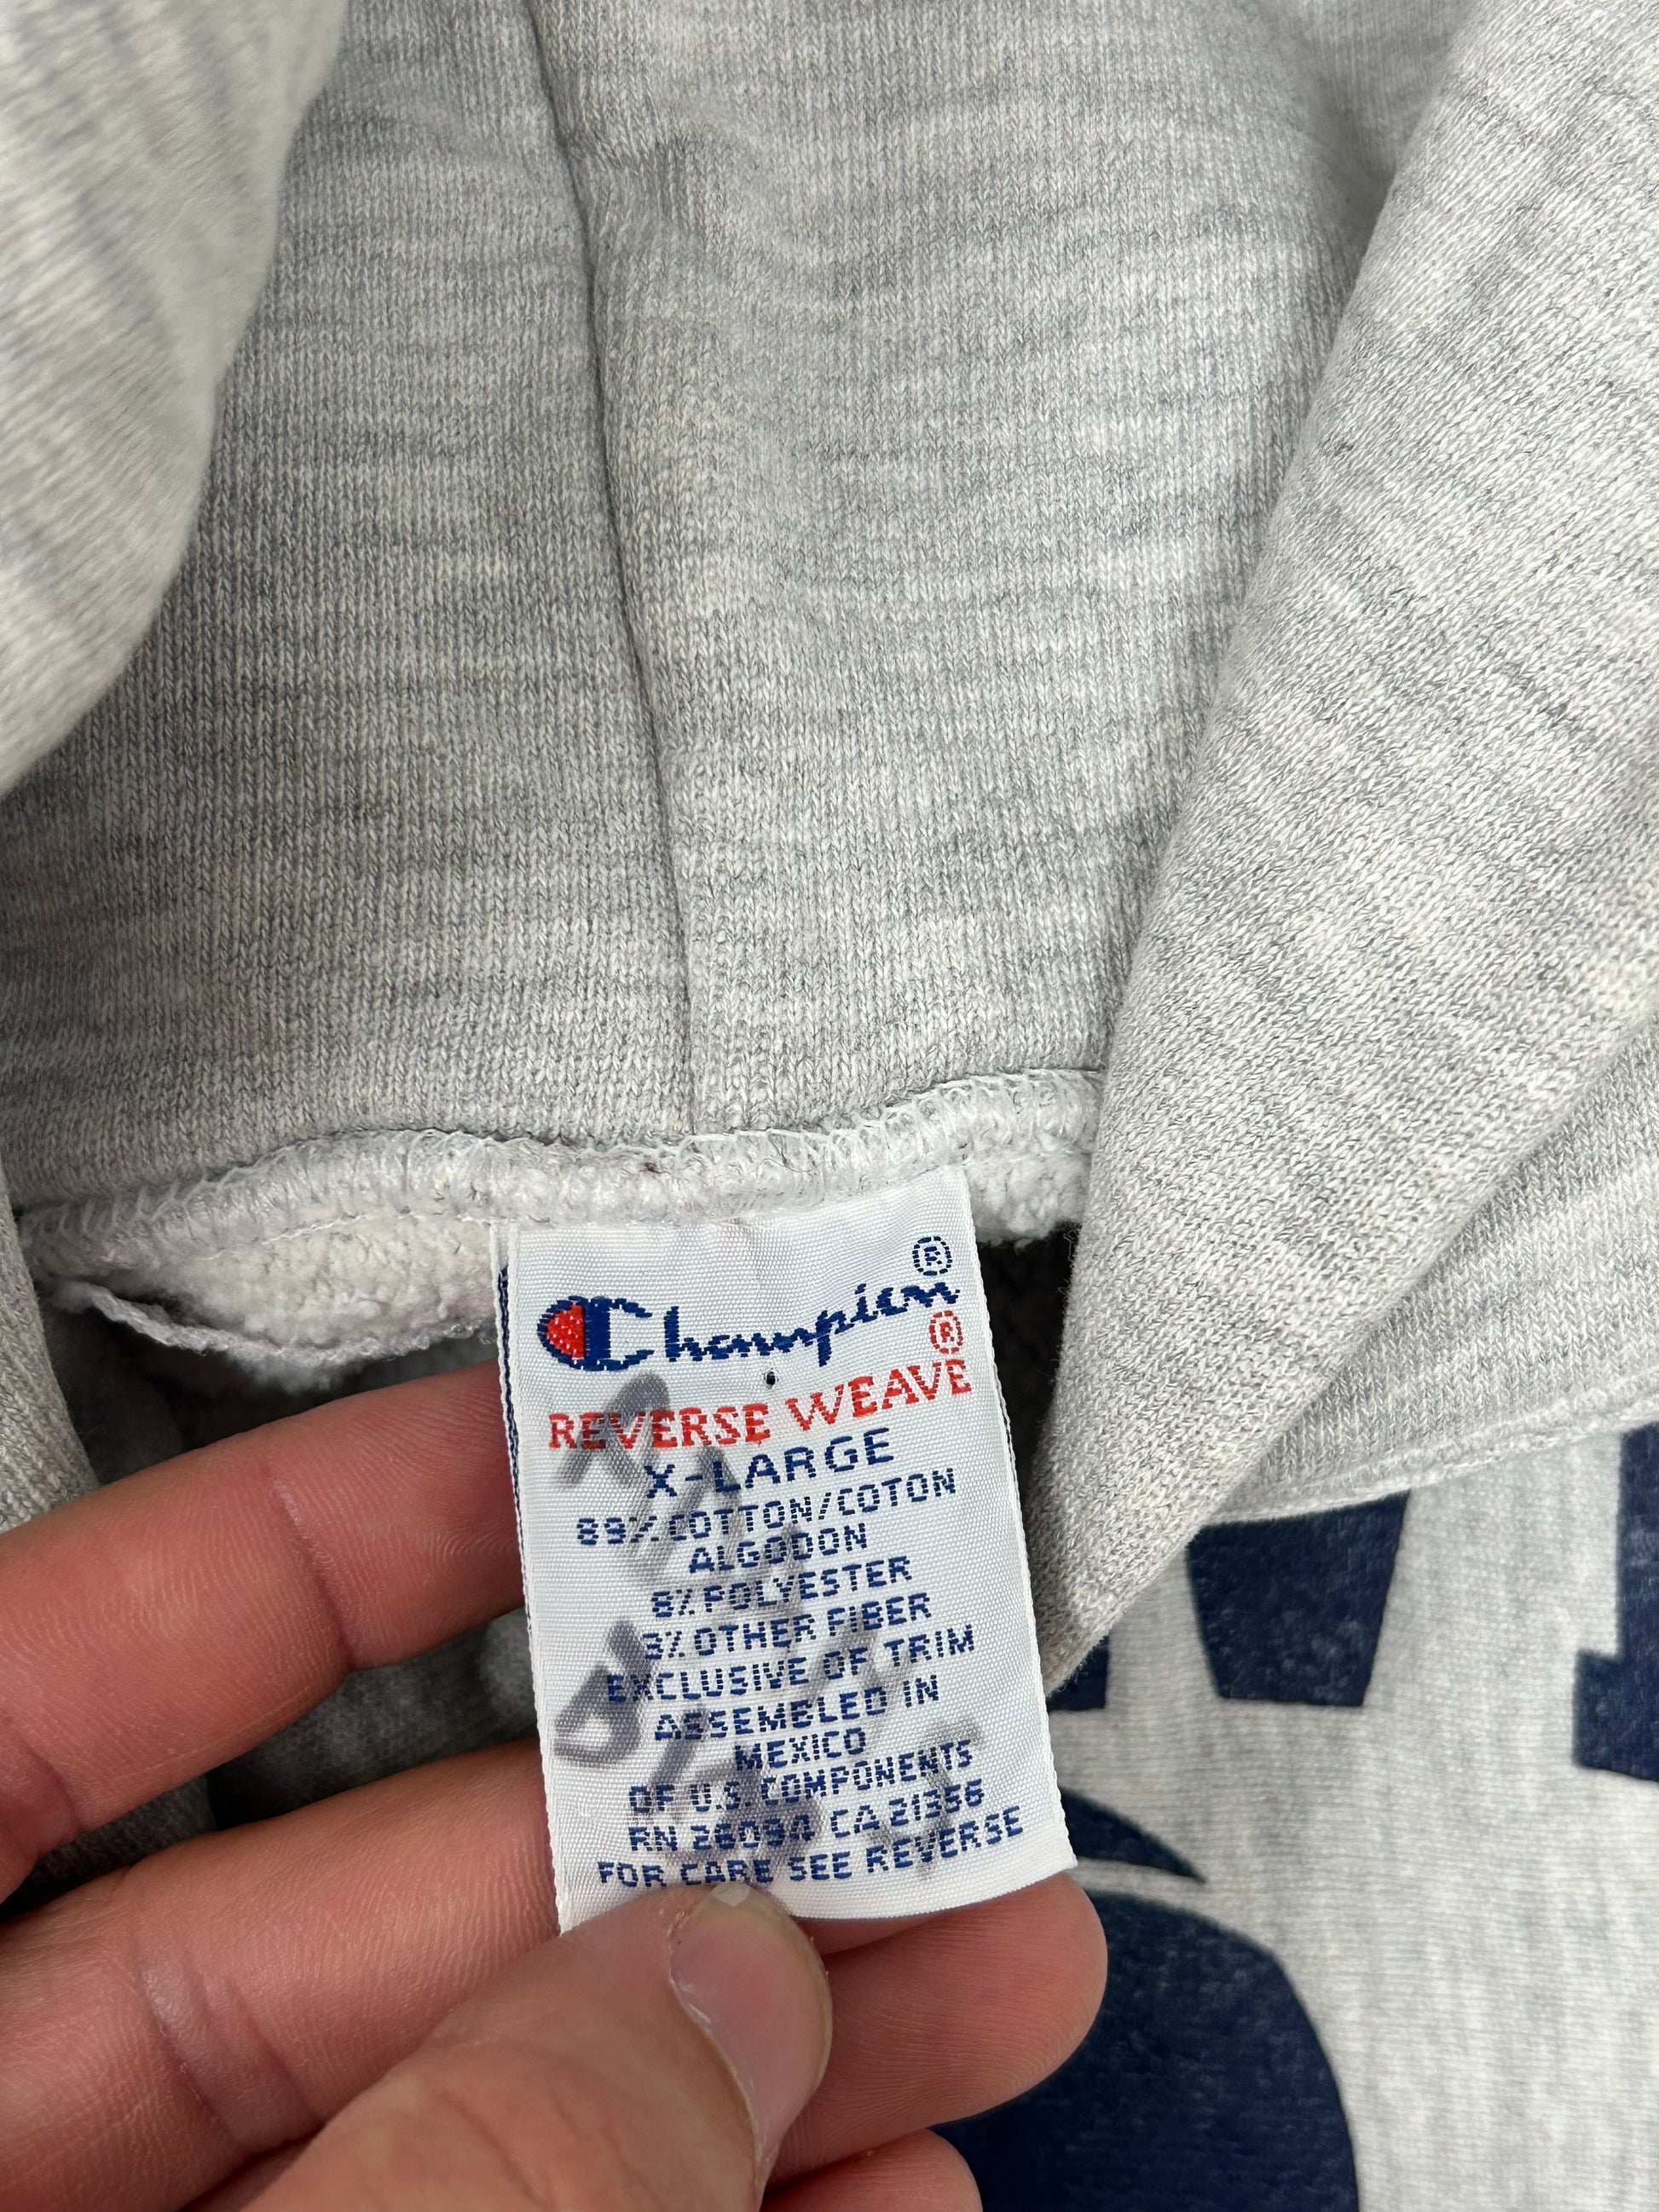 Champion®
REVERSE WEAVE®
X-LARGE
89% COTTON/COTON
ALGODON
8% POLYESTER
3% OTHER FIBER
EXCLUSIVE OF TRIM
ASSEMBLED IN
MEXICO
OF U.S. COMPONENTS
RN 26094 CA 21356
FOR CARE SEE REVERSE